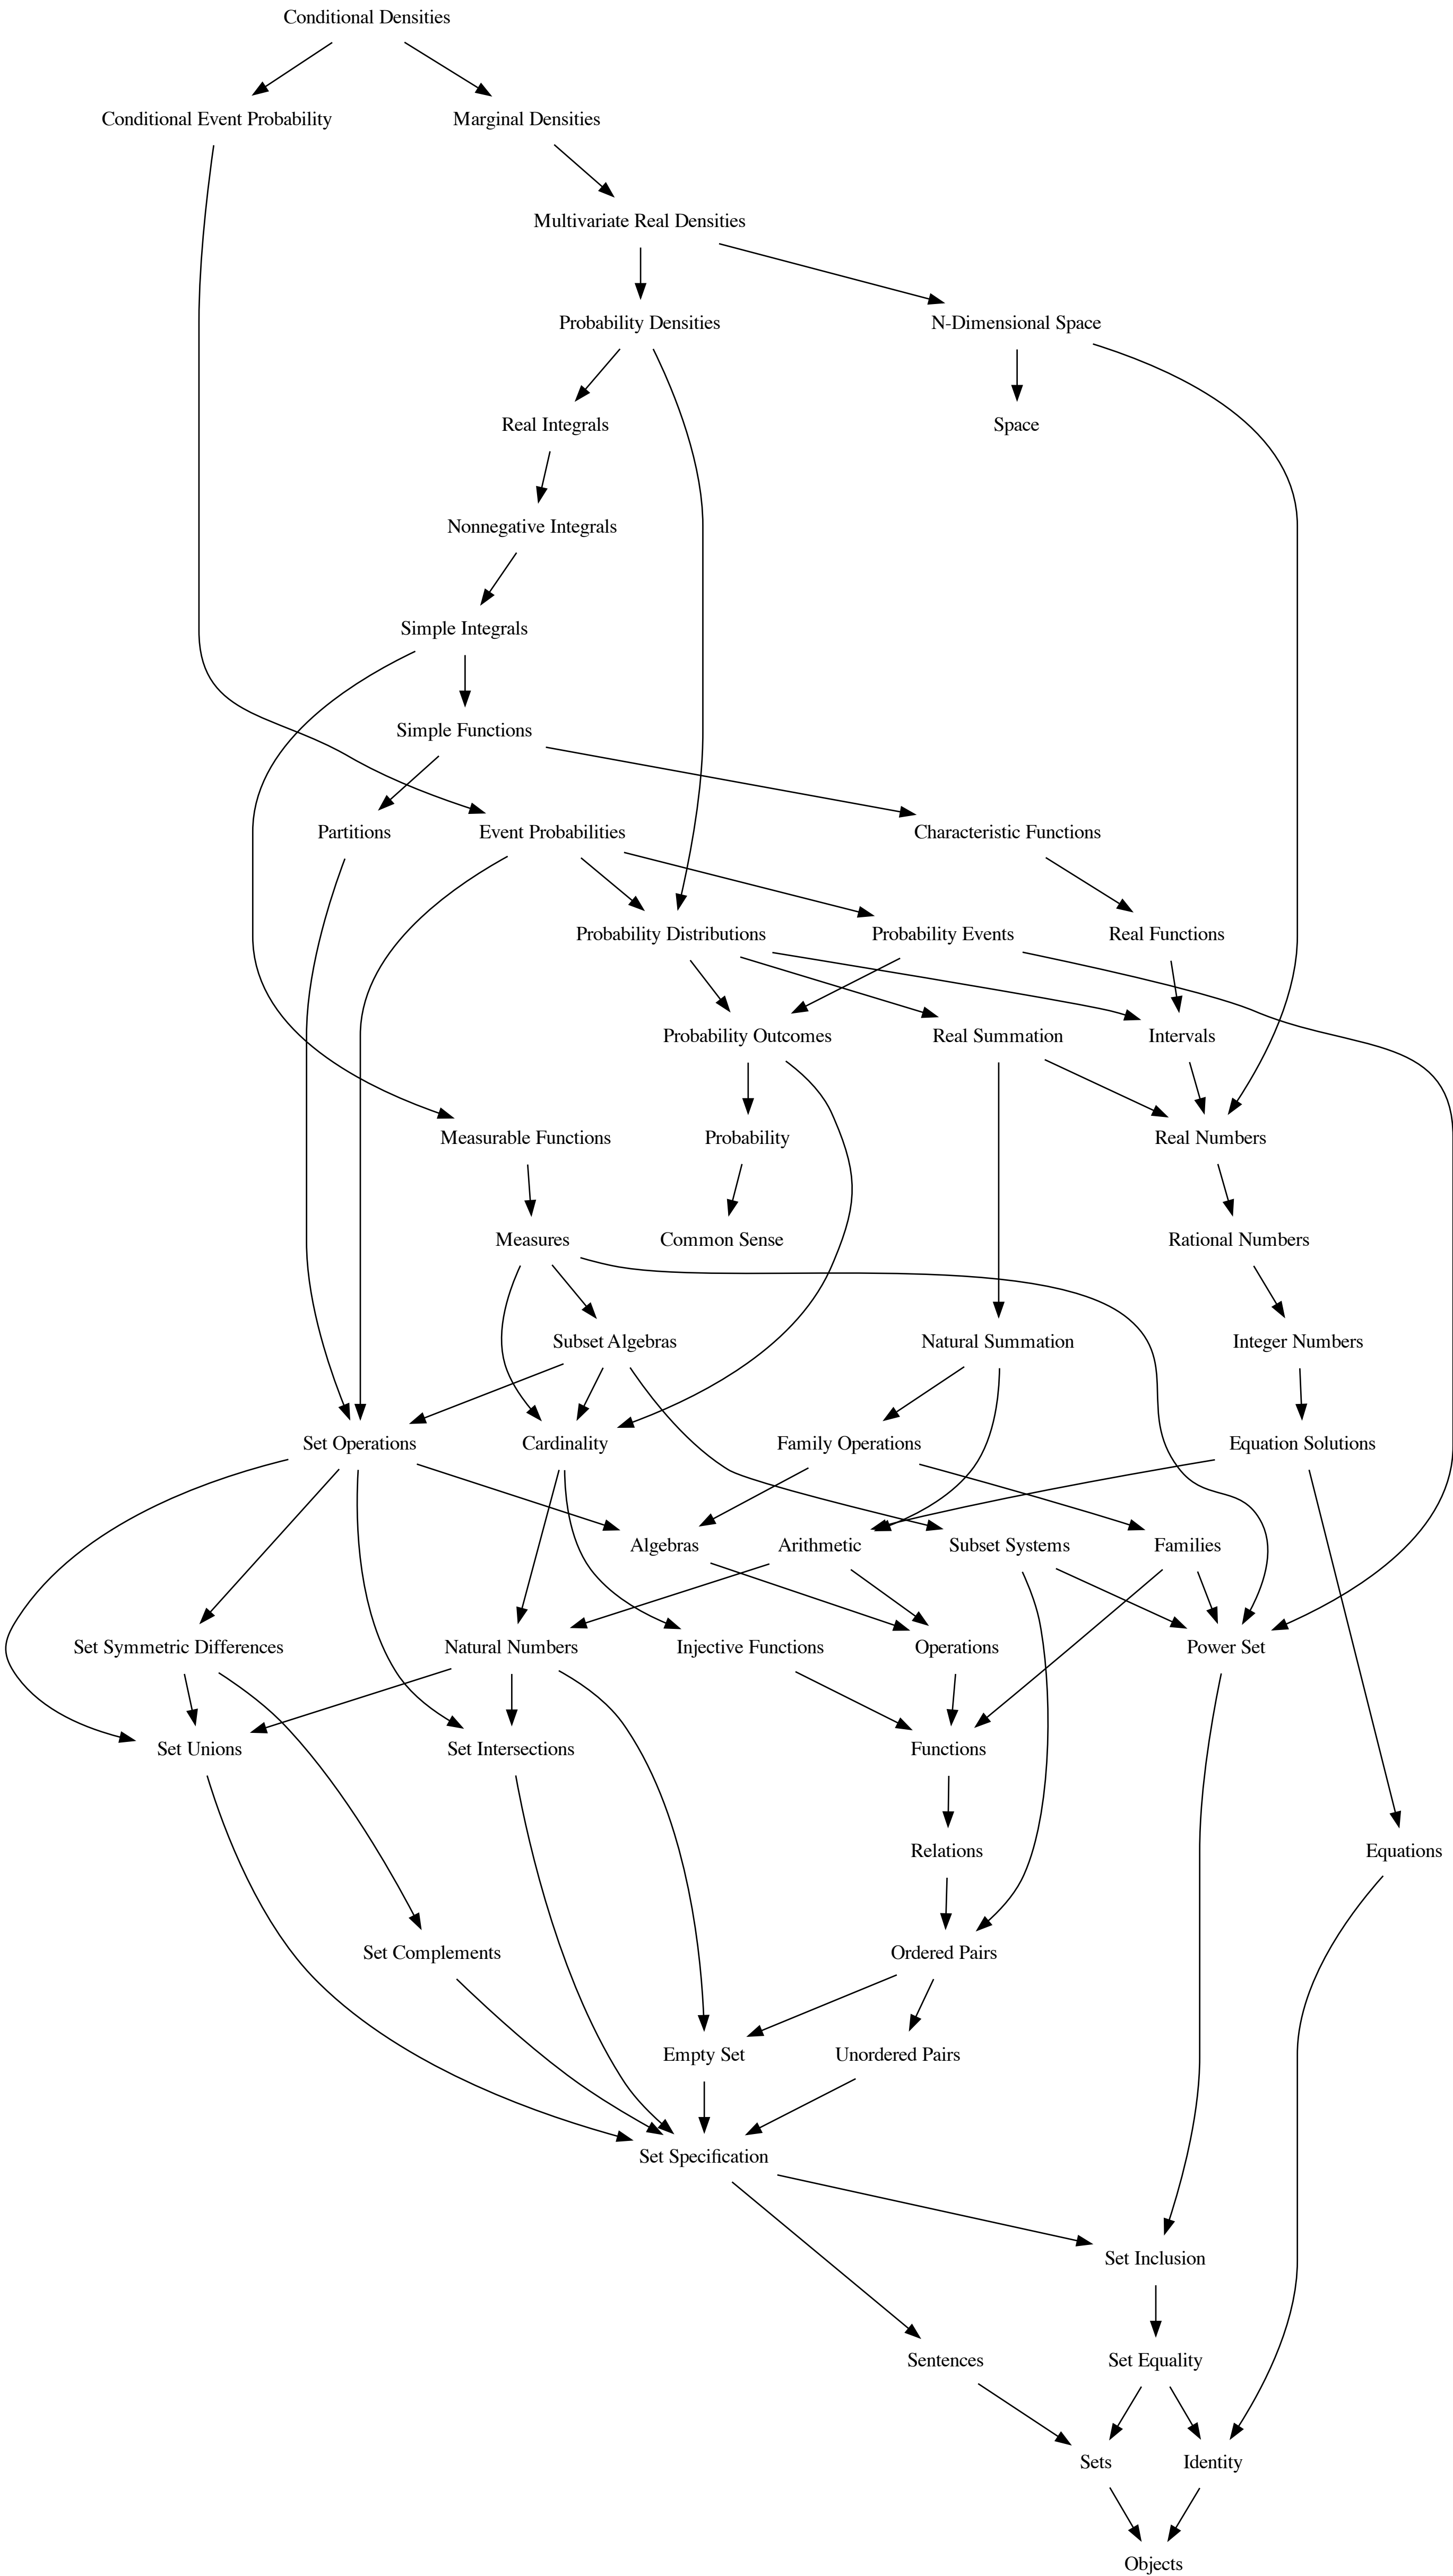 Conditional Densities
Conditional Event Probability
Marginal Densities
Multivariate Real Densities
Probability Densities
N-Dimensional Space
Real Integrals
Space
Nonnegative Integrals
Simple Integrals
Simple Functions
Partitions
Event Probabilities
Characteristic Functions
Probability Distributions
Probability Events
Real Functions
Probability Outcomes
Real Summation
Intervals
Measurable Functions
Probability
Real Numbers
Measures
Common Sense
Rational Numbers
Subset Algebras
Natural Summation
Integer Numbers
Set Operations
Cardinality
Family Operations
Equation Solutions
Algebras
Arithmetic
Subset Systems
Families
Set Symmetric Differences
Natural Numbers
Injective Functions
Operations
Power Set
Set Unions
Set Intersections
Functions
Relations
Equations
Set Complements
Ordered Pairs
Empty Set
Unordered Pairs
Set Specification
Set Inclusion
Sentences
Set Equality
Sets
Identity
Objects